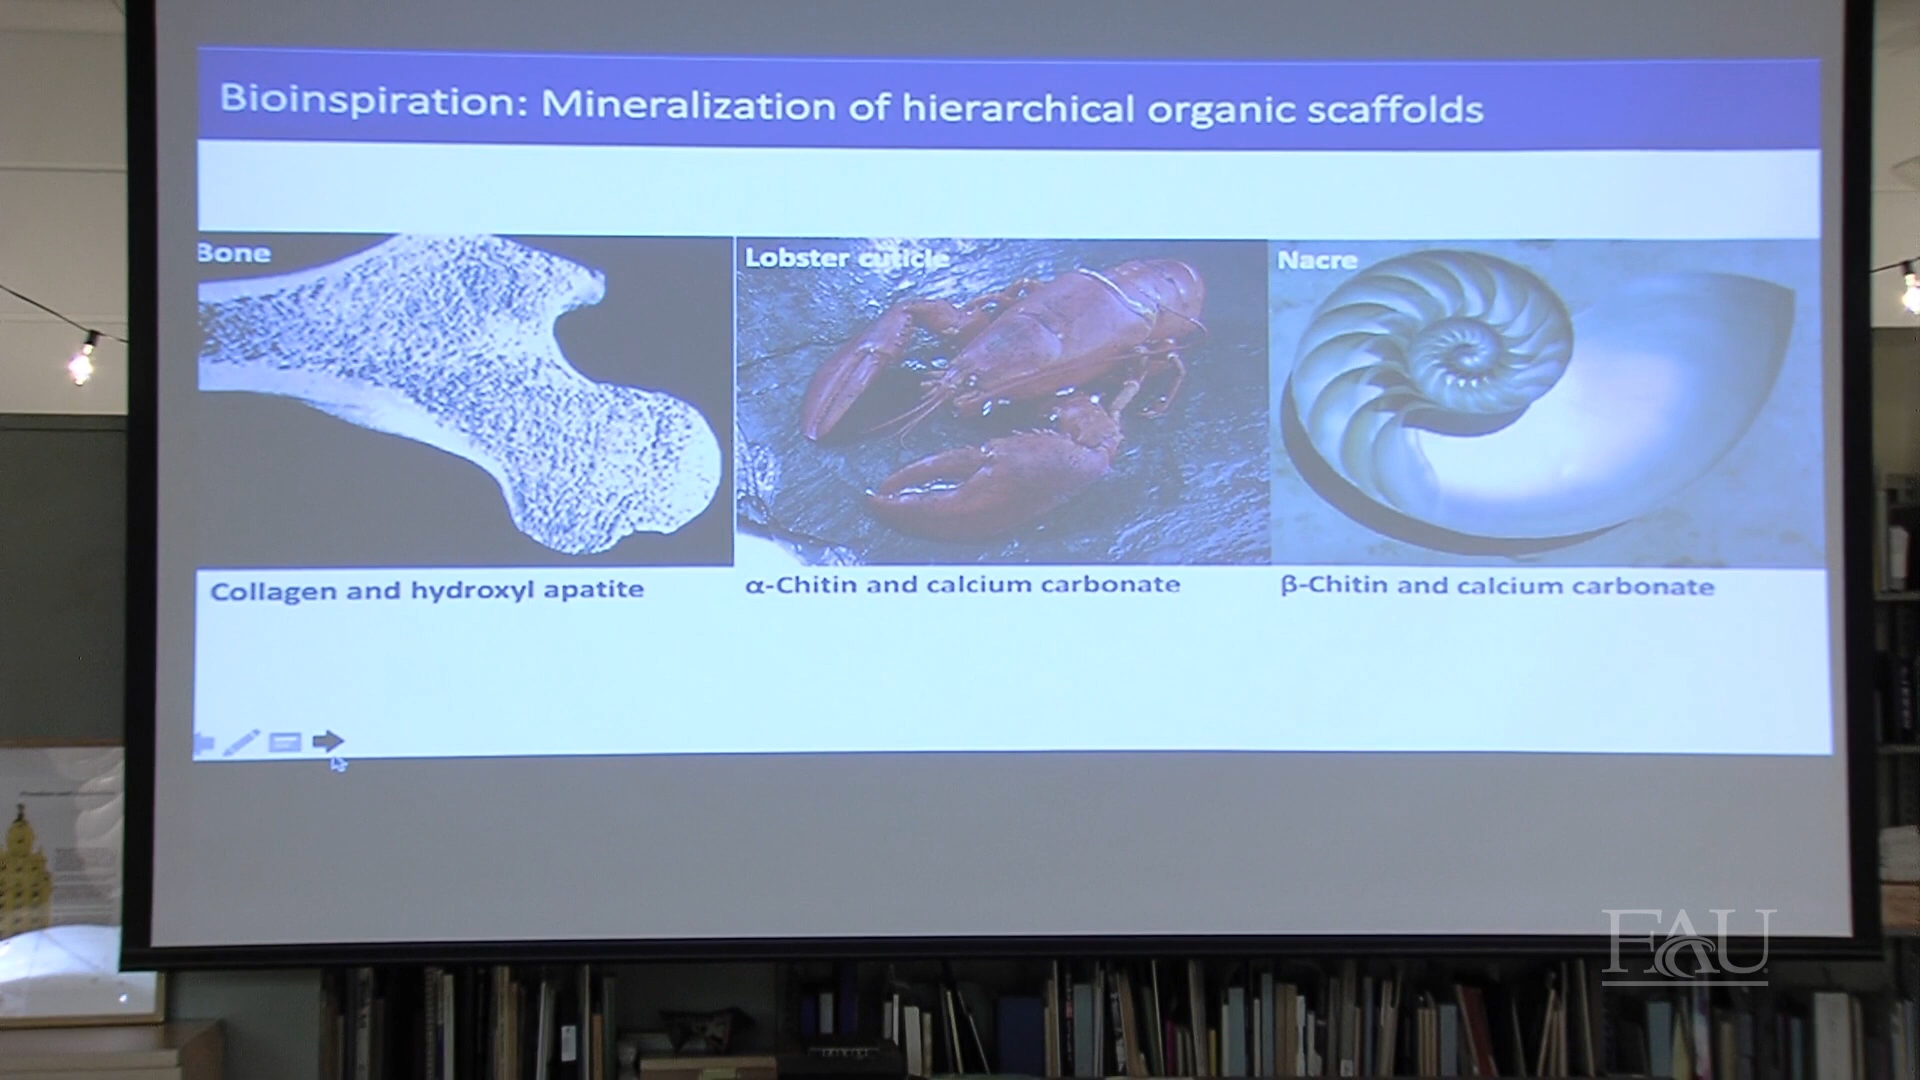 Bioinspiration: Mineralization of hierarchical organic scaffolds
Bone
Lobster cuticle
Nacre
Collagen and hydroxyl apatite
α-Chitin and calcium carbonate
β-Chitin and calcium carbonate
FAU